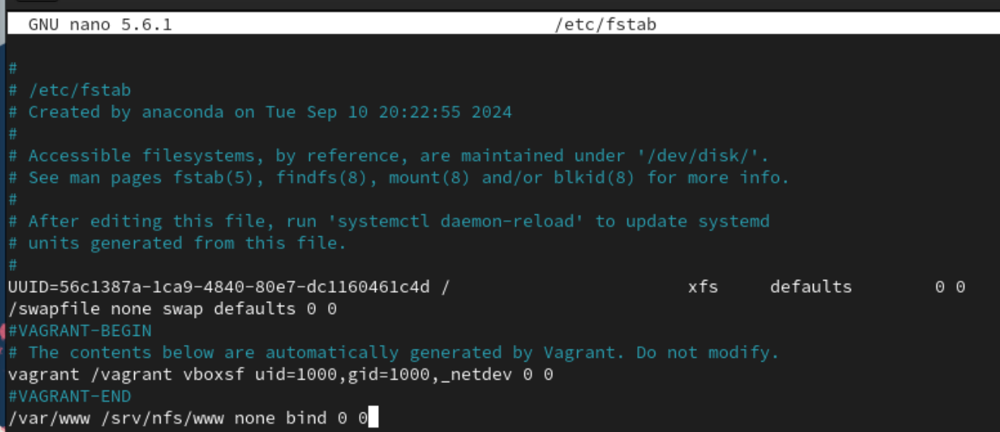 GNU nano 5.6.1 /etc/fstab
#
# /etc/fstab
# Created by anaconda on Tue Sep 10 20:22:55 2024
#
# Accessible filesystems, by reference, are maintained under '/dev/disk/'.
# See man pages fstab(5), findfs(8), mount(8) and/or blkid(8) for more info.
#
# After editing this file, run 'systemctl daemon-reload' to update systemd
# units generated from this file.
#
UUID=56c1387a-1ca9-4840-80e7-dc1160461c4d / xfs defaults 0 0
/swapfile none swap defaults 0 0
#VAGRANT-BEGIN
# The contents below are automatically generated by Vagrant. Do not modify.
vagrant /vagrant vboxsf uid=1000,gid=1000,_netdev 0 0
#VAGRANT-END
/var/www /srv/nfs/www none bind 0 0